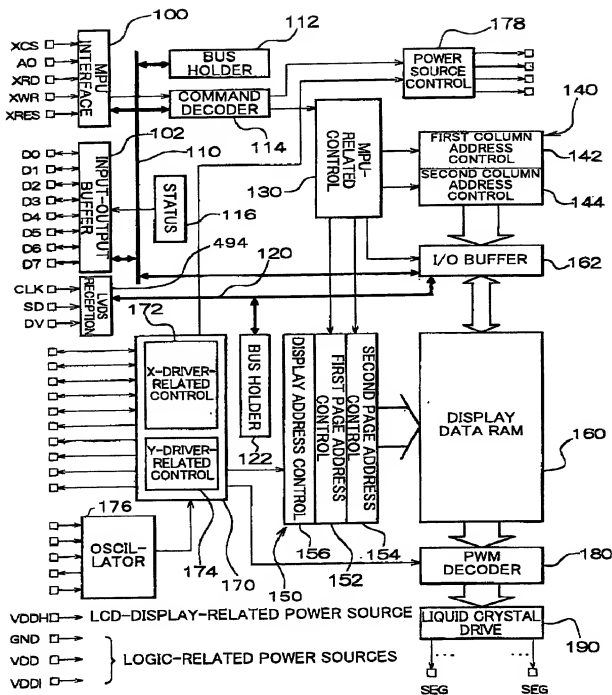 100
112
178
XCS
A0
XRD
XWR
XRES
MPU
INTERFACE
BUS
HOLDER
COMMAND
DECODER
POWER
SOURCE
CONTROL
102
110
114
140
D0
D1
D2
D3
D4
D5
D6
D7
INPUT-OUTPUT
BUFFER
STATUS
116
130
MPU-
RELATED
CONTROL
FIRST COLUMN
ADDRESS
CONTROL
142
SECOND COLUMN
ADDRESS
CONTROL
144
494
120
I/O BUFFER
162
CLK
SD
DV
LVDS
RECEPTION
172
X-DRIVER-
RELATED
CONTROL
BUS HOLDER
122
DISPLAY ADDRESS CONTROL
FIRST PAGE ADDRESS
CONTROL
SECOND PAGE ADDRESS
CONTROL
DISPLAY
DATA RAM
160
Y-DRIVER-
RELATED
CONTROL
176
OSCIL-
LATOR
174
170
150
156
152
154
PWM
DECODER
180
VDDH
LCD-DISPLAY-RELATED POWER SOURCE
LIQUID CRYSTAL
DRIVE
190
GND
VDD
VDDI
LOGIC-RELATED POWER SOURCES
SEG
SEG